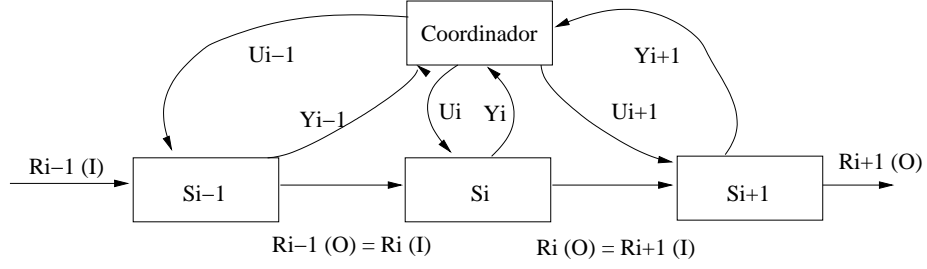 Coordinador
Ui−1
Yi−1
Ui
Yi
Ui+1
Yi+1
Ri−1 (I)
Si−1
Si
Si+1
Ri+1 (O)
Ri−1 (O) = Ri (I)
Ri (O) = Ri+1 (I)